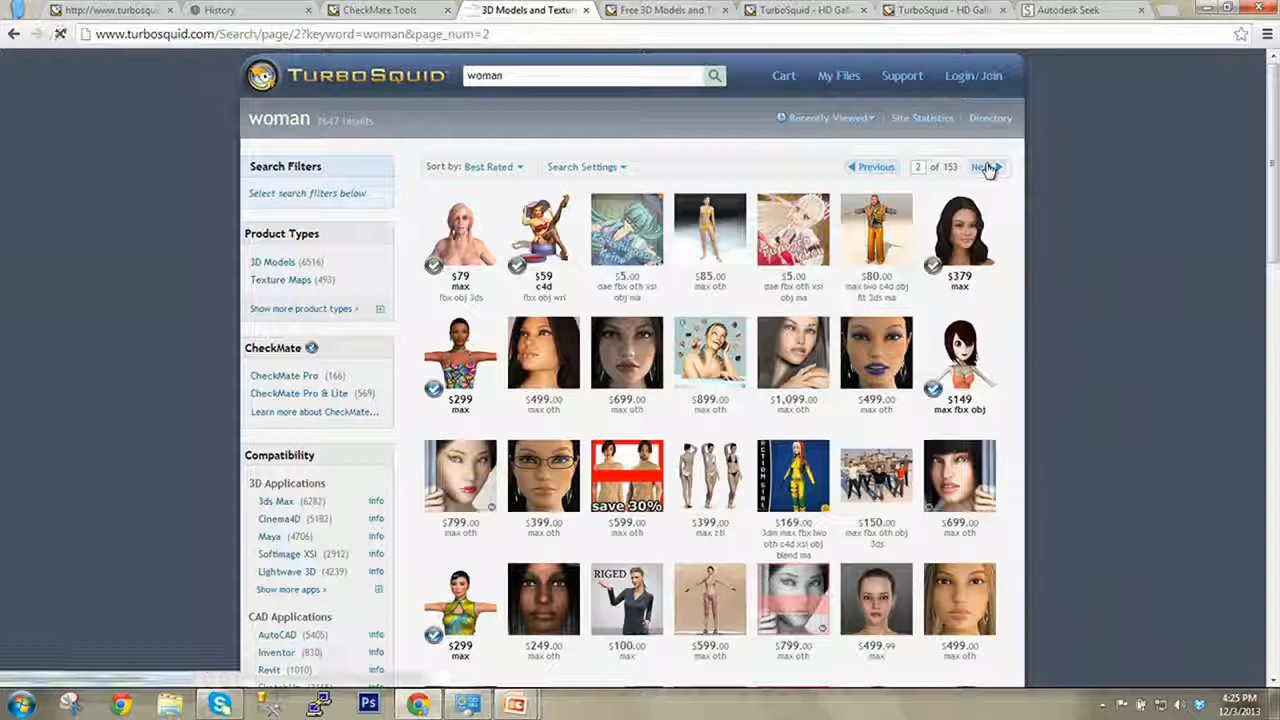 http://www.turbosq
History
CheckMate Tools
3D Models and Textur
Free 3D Models and T
TurboSquid - HD Gall
TurboSquid - HD Gall
Autodesk Seek
www.turbosquid.com/Search/page/2?keyword=woman&page_num=2
TURBOSQUID
woman
Cart
My Files
Support
Login/Join
woman 7647 results
Recently Viewed
Site Statistics
Directory
Search Filters
Select search filters below
Sort by: Best Rated
Search Settings
Previous
2 of 153
Product Types
3D Models (6516)
Texture Maps (493)
Show more product types >
$79
max
fbx obj 3ds
$59
c4d
fbx obj wrl
$5.00
dae fbx oth xsi
obj ma
$85.00
max oth
$5.00
dae fbx oth xsi
obj ma
$80.00
max lwo c4d obj
flt 3ds ma
$379
max
CheckMate
CheckMate Pro (166)
CheckMate Pro & Lite (569)
Learn more about CheckMate...
$299
max
$499.00
max oth
$699.00
max oth
$899.00
max oth
$1,099.00
max oth
$499.00
max oth
$149
max fbx obj
Compatibility
3D Applications
3ds Max (6282) info
Cinema4D (5182) info
Maya (4706) info
Softimage XSI (2912) info
Lightwave 3D (4239) info
Show more apps >
save 30%
ACTION GIRL
$799.00
max oth
$399.00
max oth
$599.00
max oth
$399.00
max ztl
$169.00
3dm max fbx lwo
oth c4d xsi obj
blend ma
$150.00
max fbx oth obj
3ds
$699.00
max oth
CAD Applications
AutoCAD (5405) info
Inventor (830) info
Revit (1010) info
info
RIGED
$299
max
$249.00
max oth
$100.00
max
$599.00
max oth
$799.00
max oth
$499.99
max
$499.00
max oth
Ps
4:25 PM
12/3/2013